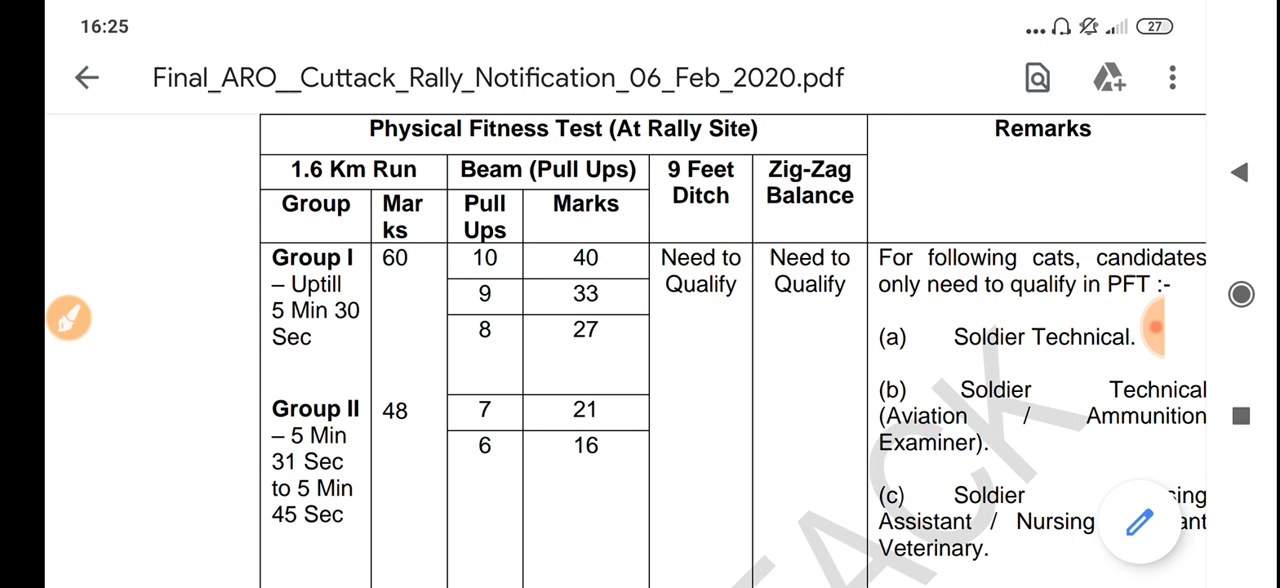 16:25
27
Final_ARO__Cuttack_Rally_Notification_06_Feb_2020.pdf
Physical Fitness Test (At Rally Site)
Remarks
1.6 Km Run
Beam (Pull Ups)
9 Feet
Ditch
Zig-Zag
Balance
Group
Mar
ks
Pull
Ups
Marks
Group I
– Uptill
5 Min 30
Sec
60
10
40
9
33
8
27
Need to
Qualify
Need to
Qualify
Group II
– 5 Min
31 Sec
to 5 Min
45 Sec
48
7
21
6
16
For following cats, candidates
only need to qualify in PFT :-
(a) Soldier Technical.
(b) Soldier Technical
(Aviation / Ammunition
Examiner).
(c) Soldier
Assistant / Nursing
Veterinary.